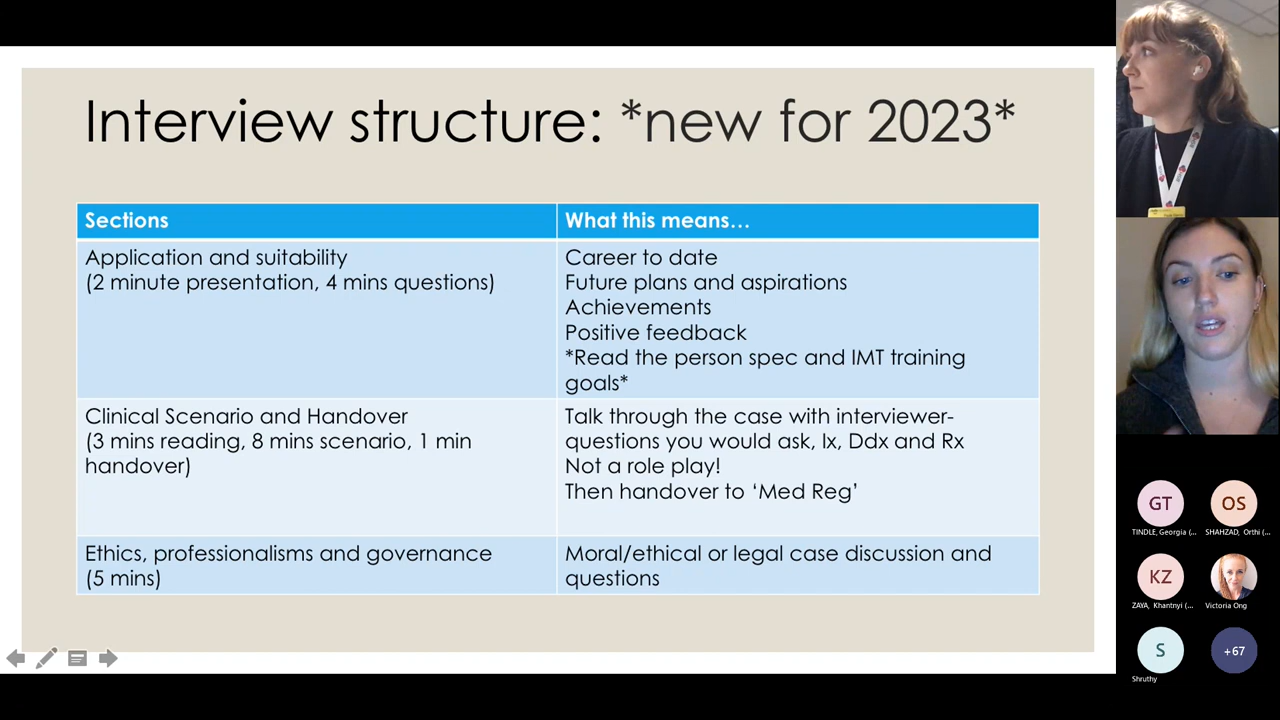 Interview structure: *new for 2023*
Sections
What this means…
Application and suitability
(2 minute presentation, 4 mins questions)
Career to date
Future plans and aspirations
Achievements
Positive feedback
*Read the person spec and IMT training
goals*
Clinical Scenario and Handover
(3 mins reading, 8 mins scenario, 1 min
handover)
Talk through the case with interviewer-
questions you would ask, Ix, Ddx and Rx
Not a role play!
Then handover to ‘Med Reg’
Ethics, professionalisms and governance
(5 mins)
Moral/ethical or legal case discussion and
questions
GT
TINDLE, Georgia (...
OS
SHAHZAD, Orthi (...
KZ
ZAYA, Khantnyi (...
Victoria Ong
S
Shruthy
+67